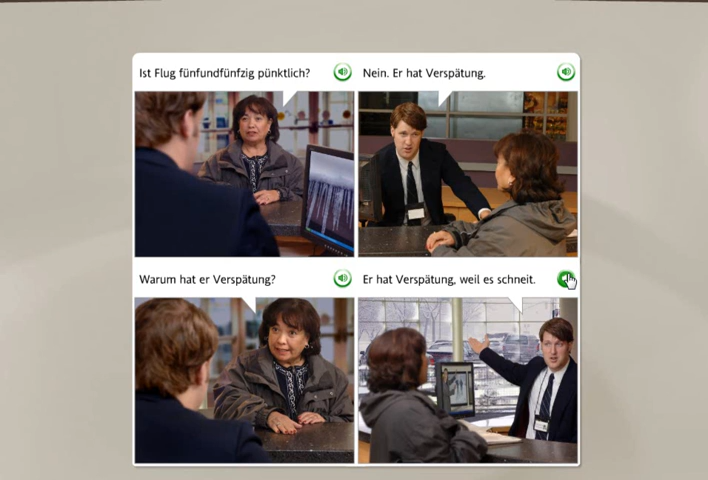 Ist Flug fünfundfünfzig pünktlich?
Nein. Er hat Verspätung.
Warum hat er Verspätung?
Er hat Verspätung, weil es schneit.